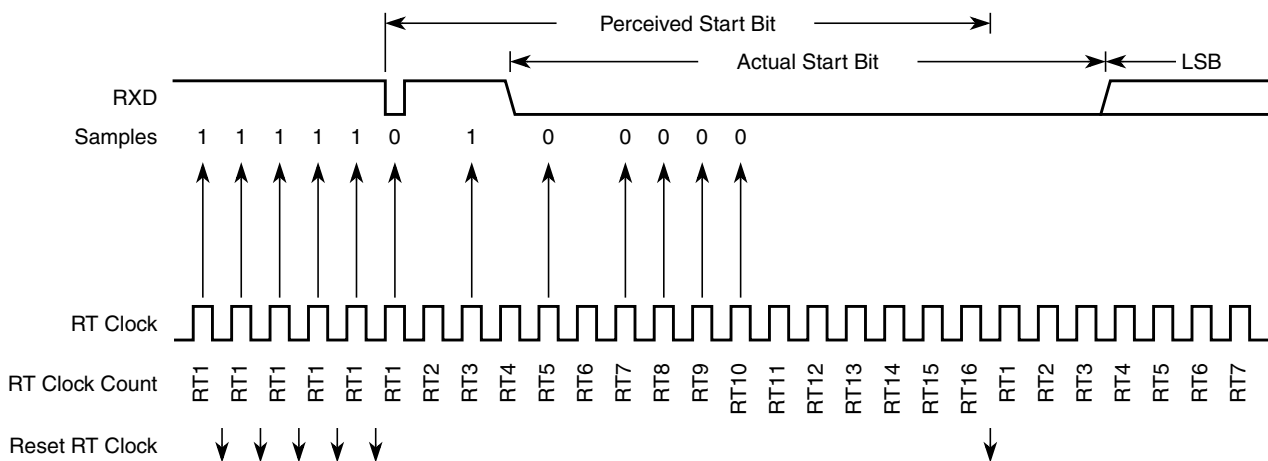 Perceived Start Bit
Actual Start Bit LSB
RXD
Samples 1 1 1 1 1 0 1 0 0 0 0 0
RT Clock
RT Clock Count RT1 RT1 RT1 RT1 RT1 RT1 RT2 RT3 RT4 RT5 RT6 RT7 RT8 RT9 RT10 RT11 RT12 RT13 RT14 RT15 RT16 RT1 RT2 RT3 RT4 RT5 RT6 RT7
Reset RT Clock